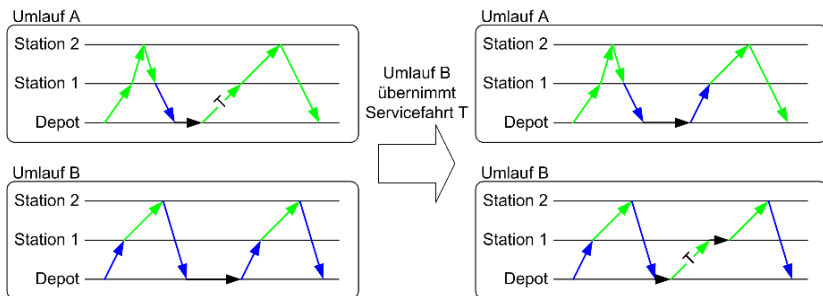 Umlauf A
Station 2
Station 1
Depot
T
Umlauf B
Station 2
Station 1
Depot
Umlauf B
übernimmt
Servicefahrt T
Umlauf A
Station 2
Station 1
Depot
Umlauf B
Station 2
Station 1
Depot
T